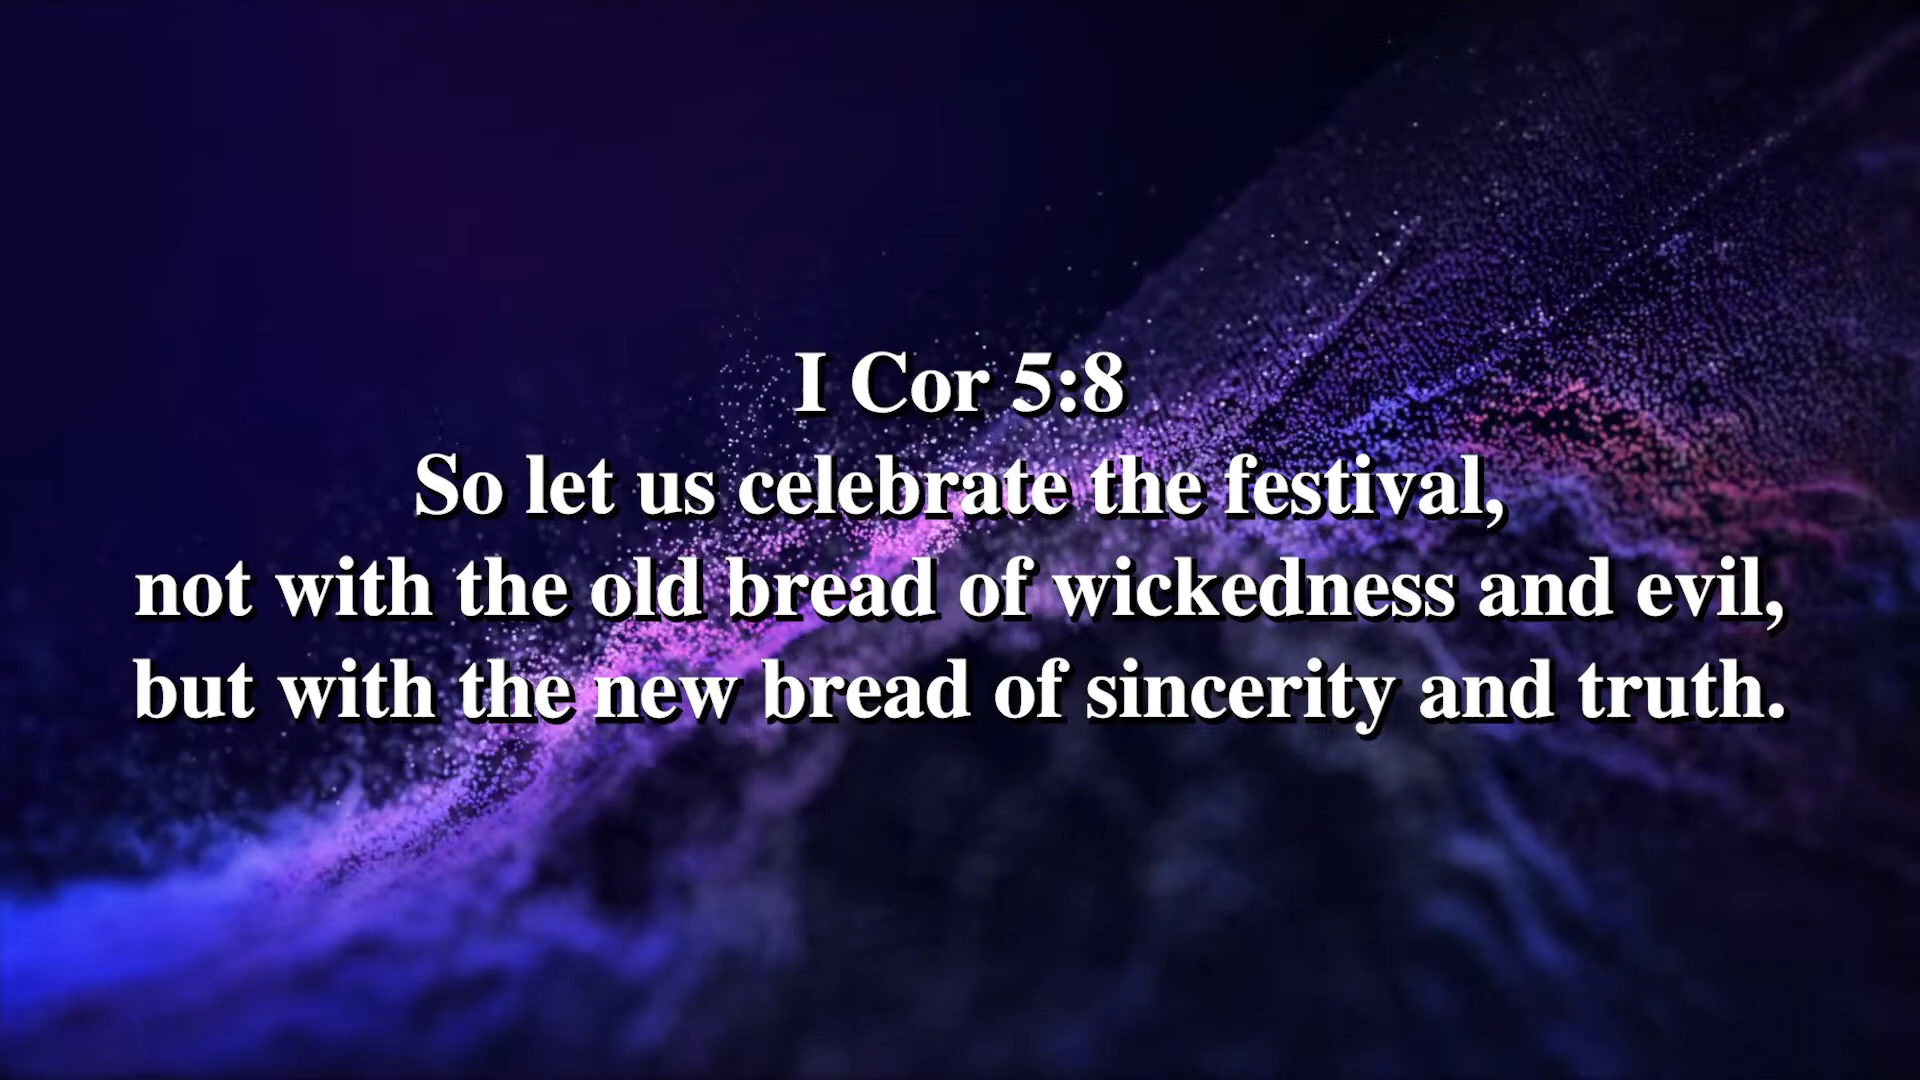 I Cor 5:8
So let us celebrate the festival,
not with the old bread of wickedness and evil,
but with the new bread of sincerity and truth.